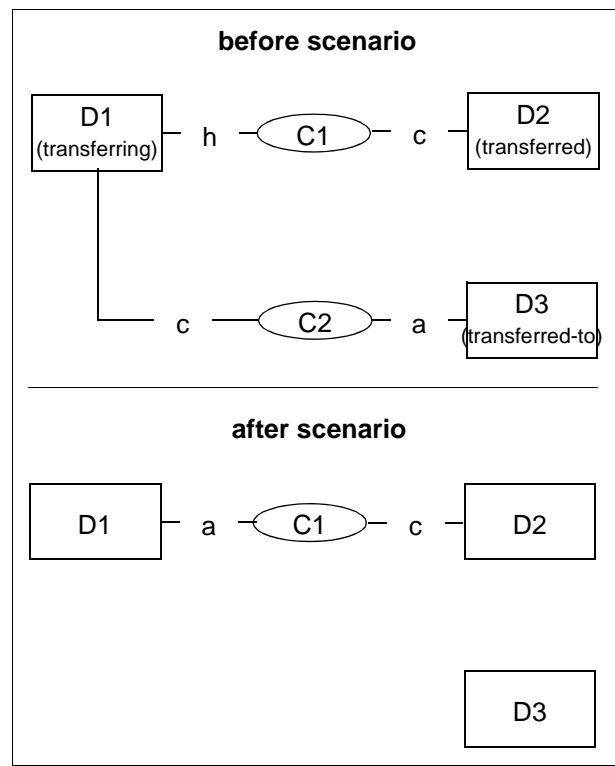 before scenario
D1
(transferring)
h
C1
c
D2
(transferred)
c
C2
a
D3
(transferred-to)
after scenario
D1
a
C1
c
D2
D3